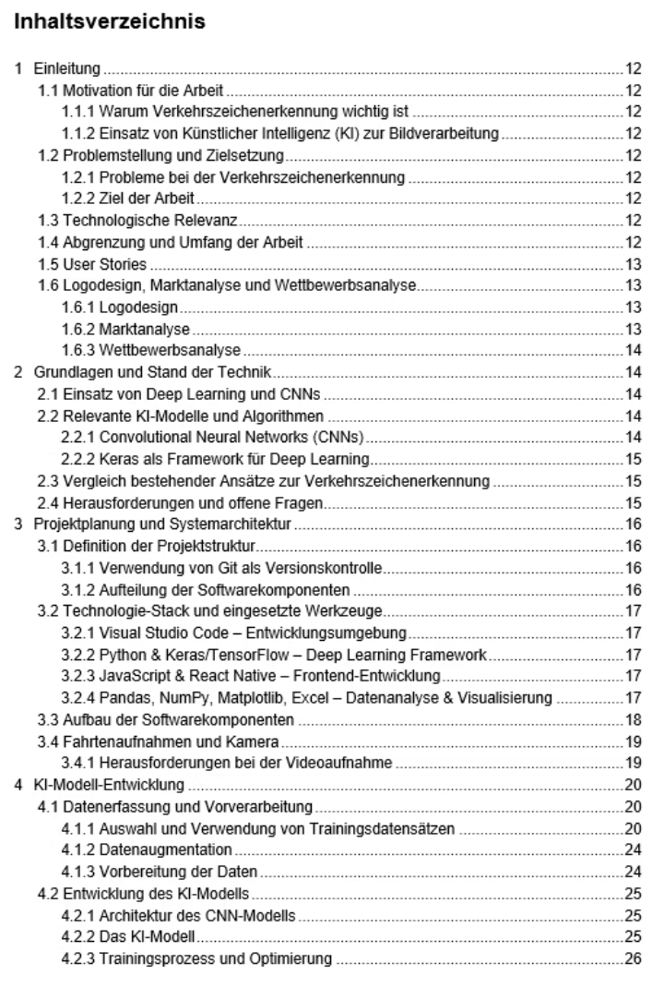 Inhaltsverzeichnis
1 Einleitung 12
1.1 Motivation für die Arbeit 12
1.1.1 Warum Verkehrszeichenerkennung wichtig ist 12
1.1.2 Einsatz von Künstlicher Intelligenz (KI) zur Bildverarbeitung 12
1.2 Problemstellung und Zielsetzung 12
1.2.1 Probleme bei der Verkehrszeichenerkennung 12
1.2.2 Ziel der Arbeit 12
1.3 Technologische Relevanz 12
1.4 Abgrenzung und Umfang der Arbeit 12
1.5 User Stories 13
1.6 Logodesign, Marktanalyse und Wettbewerbsanalyse 13
1.6.1 Logodesign 13
1.6.2 Marktanalyse 13
1.6.3 Wettbewerbsanalyse 14
2 Grundlagen und Stand der Technik 14
2.1 Einsatz von Deep Learning und CNNs 14
2.2 Relevante KI-Modelle und Algorithmen 14
2.2.1 Convolutional Neural Networks (CNNs) 14
2.2.2 Keras als Framework für Deep Learning 15
2.3 Vergleich bestehender Ansätze zur Verkehrszeichenerkennung 15
2.4 Herausforderungen und offene Fragen 15
3 Projektplanung und Systemarchitektur 16
3.1 Definition der Projektstruktur 16
3.1.1 Verwendung von Git als Versionskontrolle 16
3.1.2 Aufteilung der Softwarekomponenten 16
3.2 Technologie-Stack und eingesetzte Werkzeuge 17
3.2.1 Visual Studio Code – Entwicklungsumgebung 17
3.2.2 Python & Keras/TensorFlow – Deep Learning Framework 17
3.2.3 JavaScript & React Native – Frontend-Entwicklung 17
3.2.4 Pandas, NumPy, Matplotlib, Excel – Datenanalyse & Visualisierung 17
3.3 Aufbau der Softwarekomponenten 18
3.4 Fahrtenaufnahmen und Kamera 19
3.4.1 Herausforderungen bei der Videoaufnahme 19
4 KI-Modell-Entwicklung 20
4.1 Datenerfassung und Vorverarbeitung 20
4.1.1 Auswahl und Verwendung von Trainingsdatensätzen 20
4.1.2 Datenaugmentation 24
4.1.3 Vorbereitung der Daten 24
4.2 Entwicklung des KI-Modells 25
4.2.1 Architektur des CNN-Modells 25
4.2.2 Das KI-Modell 25
4.2.3 Trainingsprozess und Optimierung 26